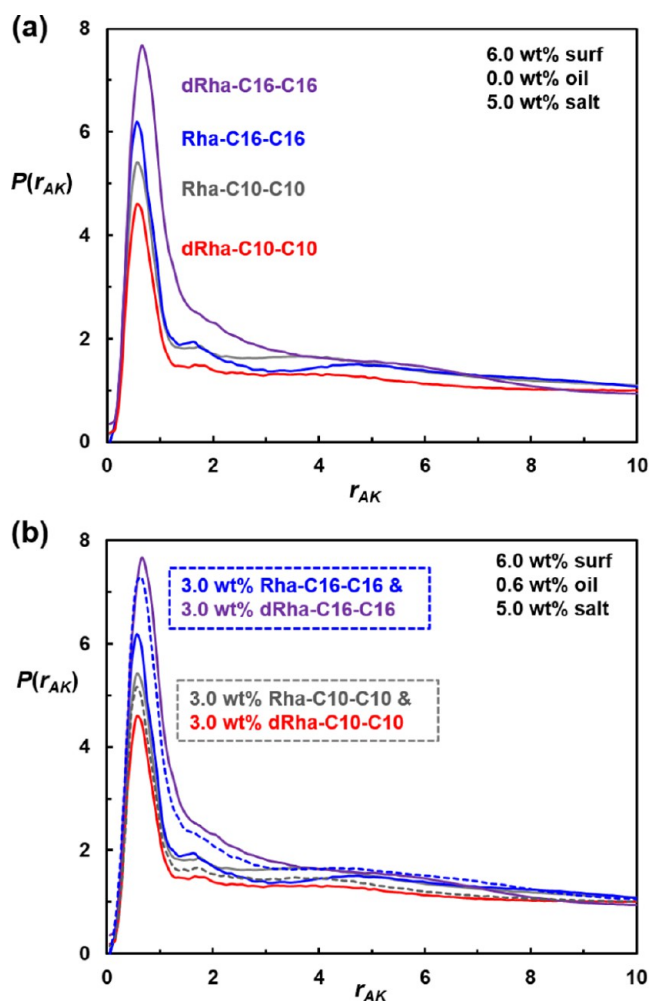 (a)
8
6
4
2
0
P(r_AK)
dRha-C16-C16
Rha-C16-C16
Rha-C10-C10
dRha-C10-C10
6.0 wt% surf
0.0 wt% oil
5.0 wt% salt
0 2 4 6 8 10
r_AK
(b)
8
6
4
2
0
P(r_AK)
3.0 wt% Rha-C16-C16 &
3.0 wt% dRha-C16-C16
3.0 wt% Rha-C10-C10 &
3.0 wt% dRha-C10-C10
6.0 wt% surf
0.6 wt% oil
5.0 wt% salt
0 2 4 6 8 10
r_AK